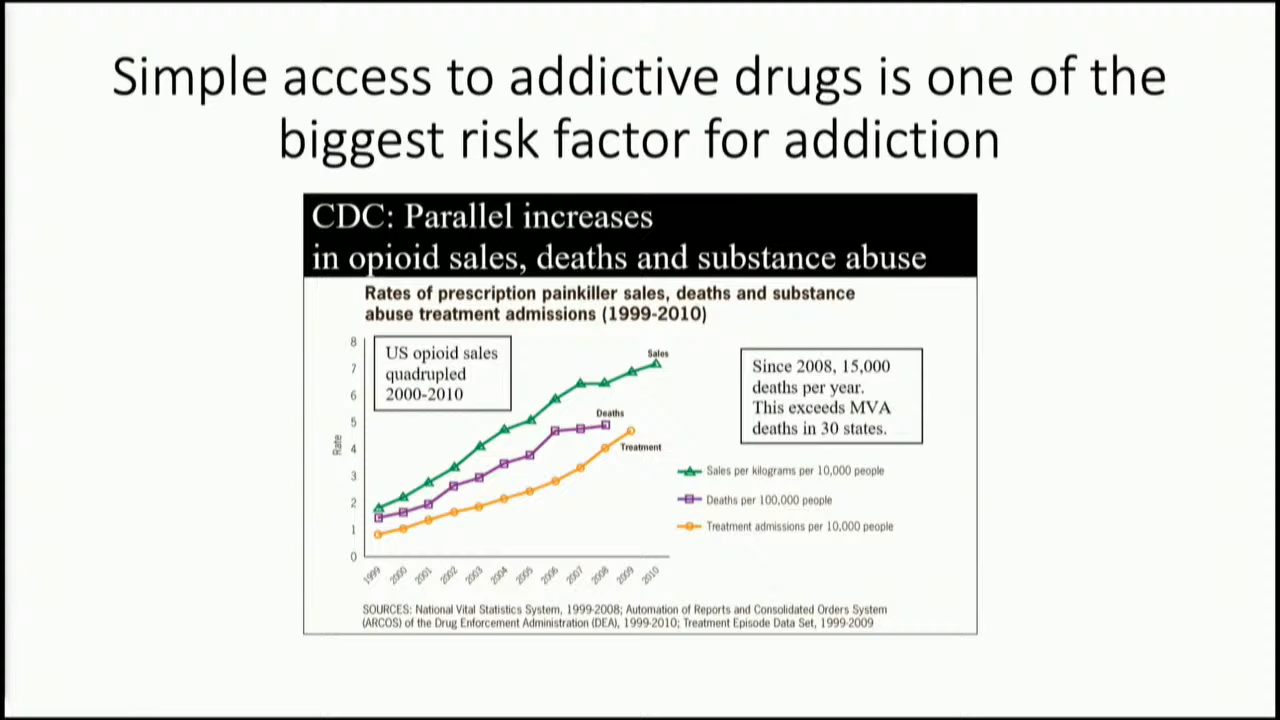 Simple access to addictive drugs is one of the
biggest risk factor for addiction
CDC: Parallel increases
in opioid sales, deaths and substance abuse
Rates of prescription painkiller sales, deaths and substance
abuse treatment admissions (1999-2010)
US opioid sales
quadrupled
2000-2010
Since 2008, 15,000
deaths per year.
This exceeds MVA
deaths in 30 states.
Rate
8
7
6
5
4
3
2
1
0
Sales
Deaths
Treatment
1999 2000 2001 2002 2003 2004 2005 2006 2007 2008 2009 2010
Sales per kilograms per 10,000 people
Deaths per 100,000 people
Treatment admissions per 10,000 people
SOURCES: National Vital Statistics System, 1999-2008; Automation of Reports and Consolidated Orders System
(ARCOS) of the Drug Enforcement Administration (DEA), 1999-2010; Treatment Episode Data Set, 1999-2009